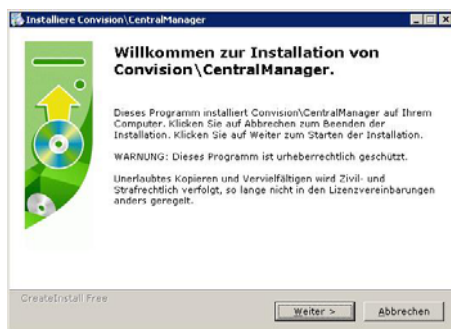 Installiere Convision\CentralManager
Willkommen zur Installation von
Convision\CentralManager.
Dieses Programm installiert Convision\CentralManager auf Ihrem
Computer. Klicken Sie auf Abbrechen zum Beenden der
Installation. Klicken Sie auf Weiter zum Starten der Installation.
WARNUNG: Dieses Programm ist urheberrechtlich geschützt.
Unerlaubtes Kopieren und Vervielfältigen wird Zivil- und
Strafrechtlich verfolgt, so lange nicht in den Lizenzvereinbarungen
anders geregelt.
CreateInstall Free
Weiter >
Abbrechen